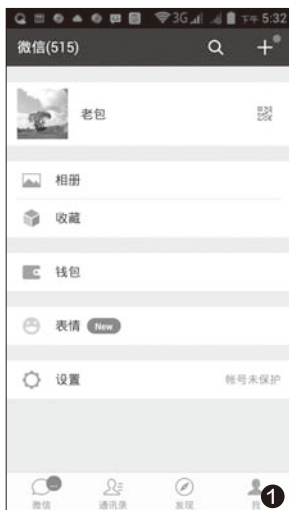 3G 下午 5:32
微信(515)
老包
相册
收藏
钱包
表情 New
设置 帐号未保护
微信 通讯录 发现 我
1